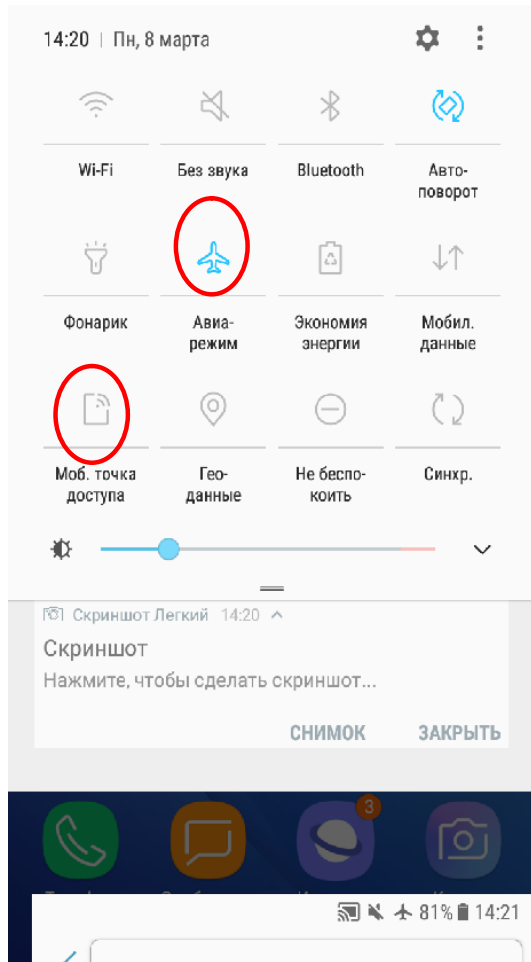 14:20 | Пн, 8 марта
Wi-Fi
Без звука
Bluetooth
Авто-
поворот
Фонарик
Авиа-
режим
Экономия
энергии
Мобил.
данные
Моб. точка
доступа
Гео-
данные
Не беспо-
коить
Синхр.
Скриншот Легкий 14:20
Скриншот
Нажмите, чтобы сделать скриншот...
СНИМОК ЗАКРЫТЬ
3
81% 14:21